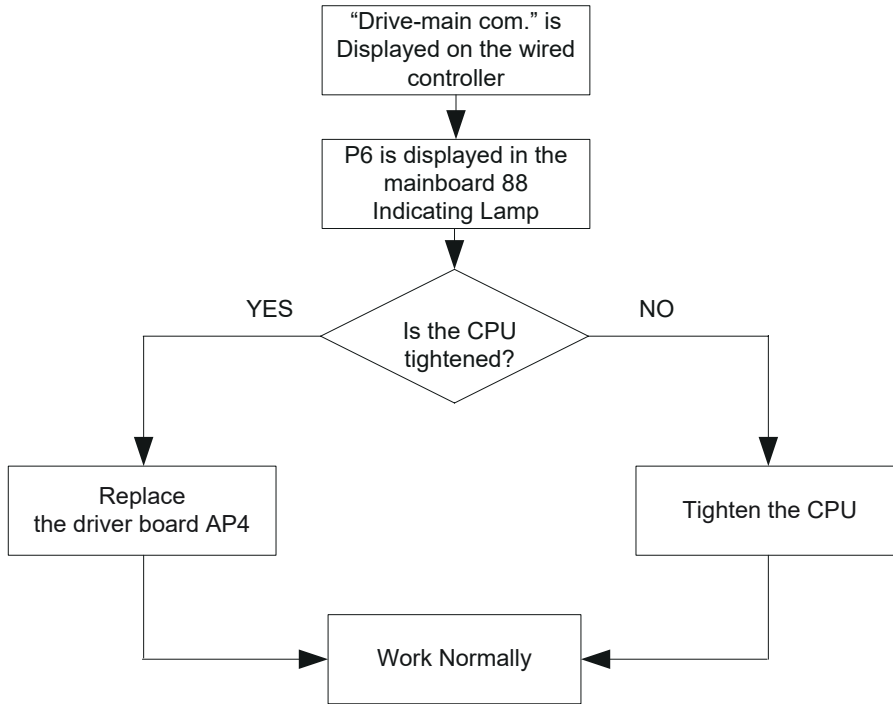 “Drive-main com.” is
Displayed on the wired
controller
P6 is displayed in the
mainboard 88
Indicating Lamp
YES
NO
Is the CPU
tightened?
Replace
the driver board AP4
Tighten the CPU
Work Normally